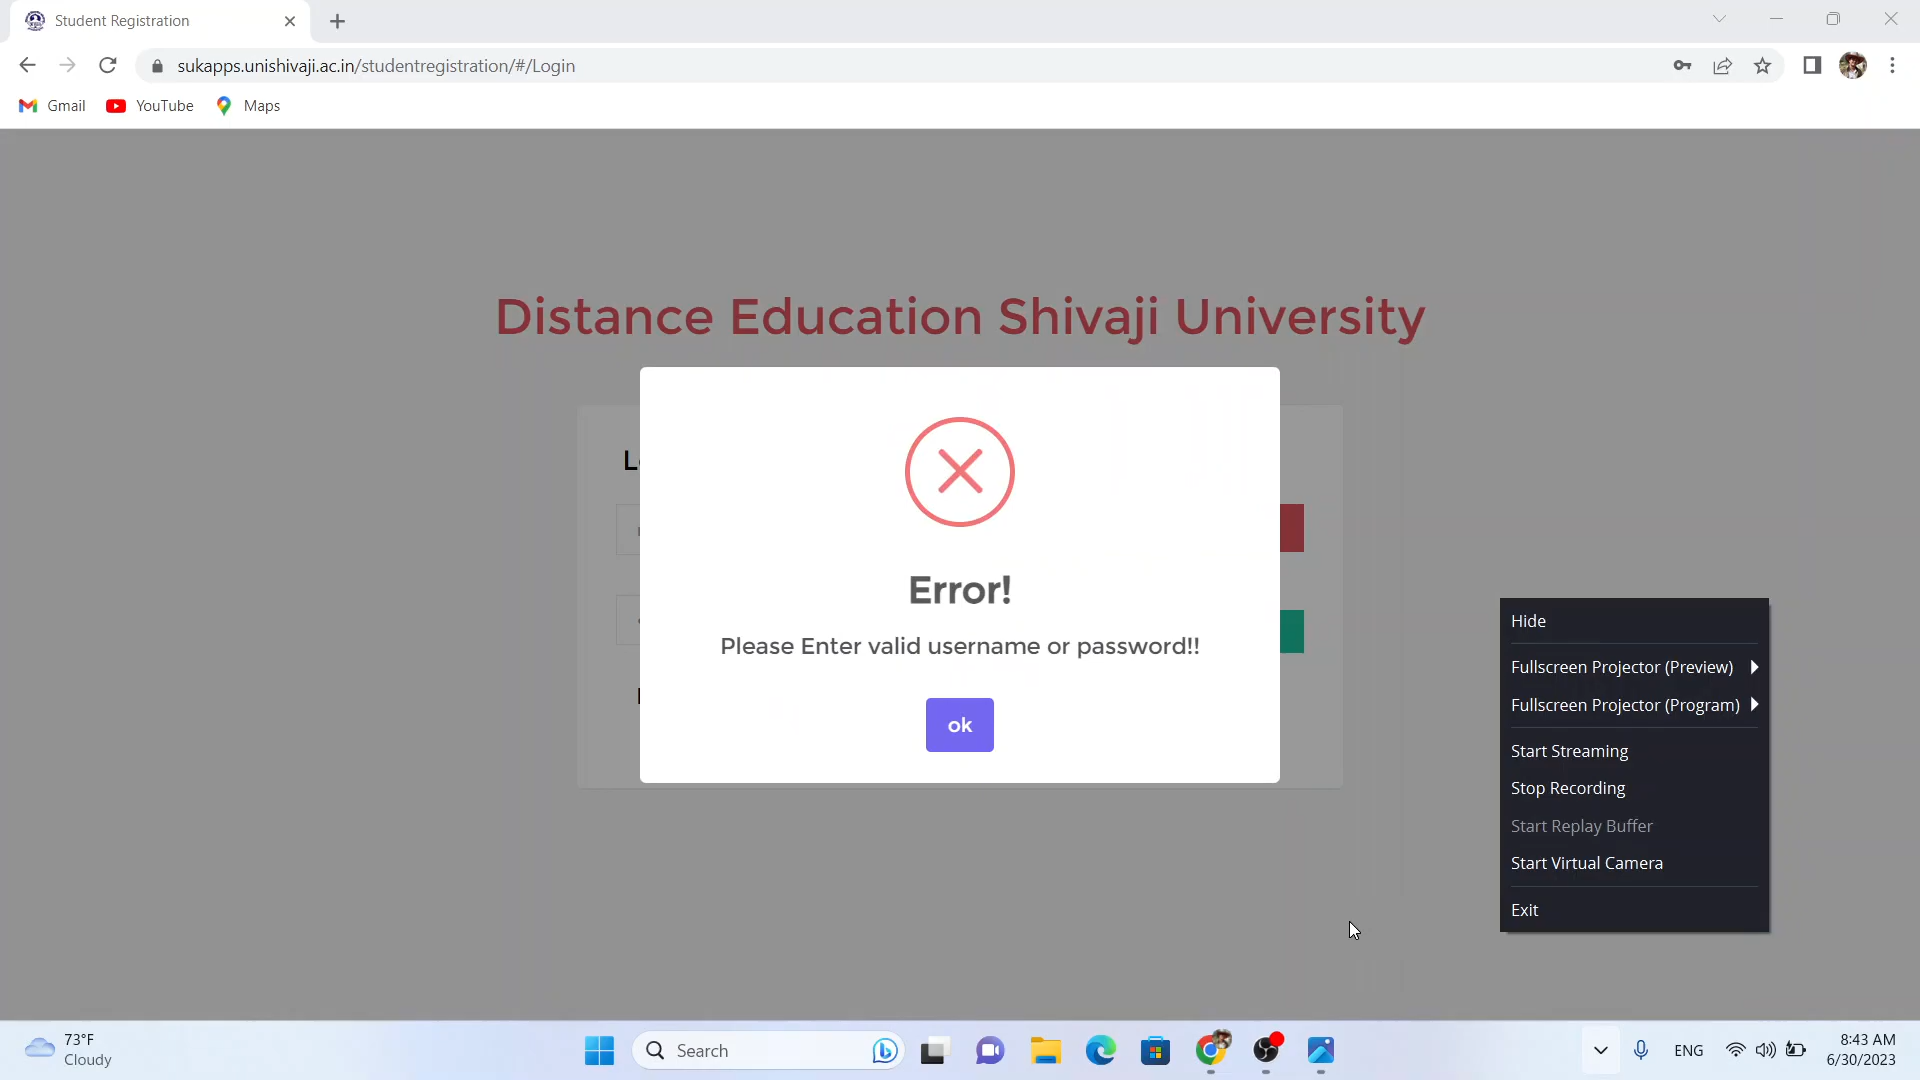 Student Registration
sukapps.unishivaji.ac.in/studentregistration/#/Login
Gmail
YouTube
Maps
Distance Education Shivaji University
Error!
Please Enter valid username or password!!
ok
Hide
Fullscreen Projector (Preview)
Fullscreen Projector (Program)
Start Streaming
Stop Recording
Start Replay Buffer
Start Virtual Camera
Exit
73°F
Cloudy
Search
ENG
8:43 AM
6/30/2023